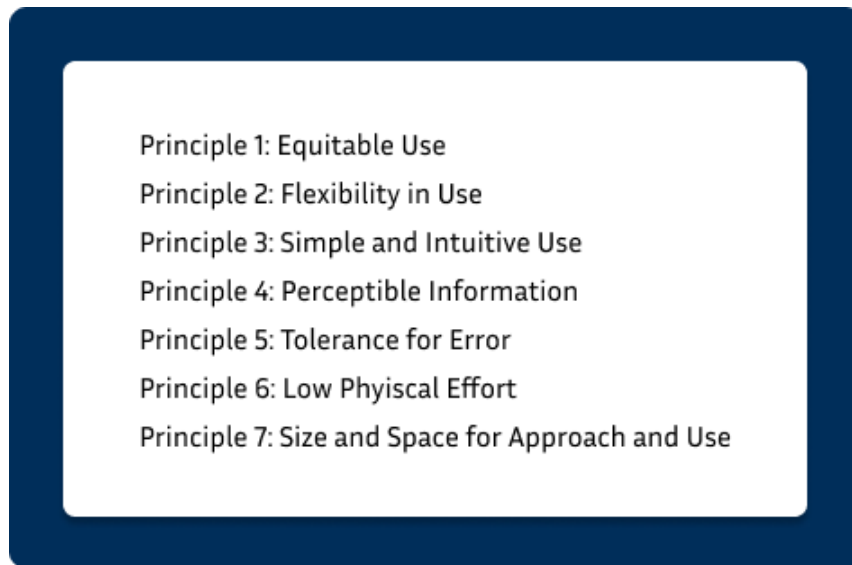 Principle 1: Equitable Use
Principle 2: Flexibility in Use
Principle 3: Simple and Intuitive Use
Principle 4: Perceptible Information
Principle 5: Tolerance for Error
Principle 6: Low Phyiscal Effort
Principle 7: Size and Space for Approach and Use